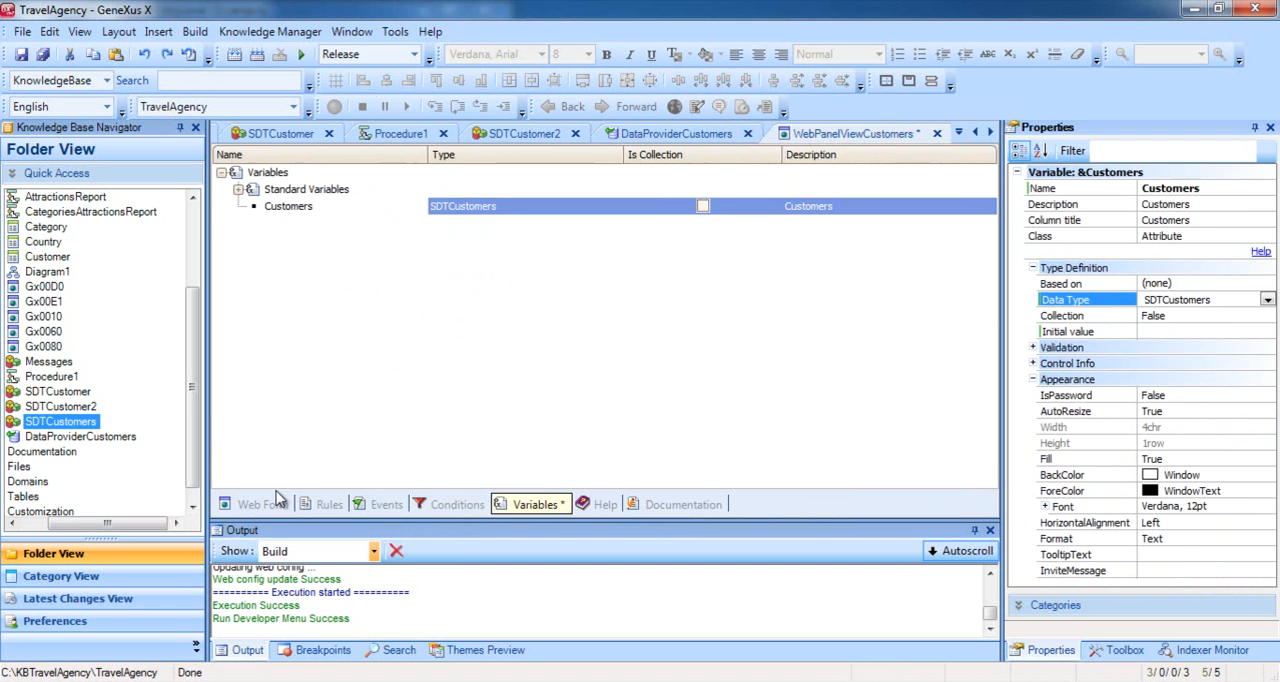 TravelAgency - GeneXus X
File Edit View Layout Insert Build Knowledge Manager Window Tools Help
Release Verdana, Arial 8 B I U Normal ABC
KnowledgeBase Search
English TravelAgency Back Forward
Knowledge Base Navigator
Folder View
Quick Access
AttractionsReport
CategoriesAttractionsReport
Category
Country
Customer
Diagram1
Gx00D0
Gx00E1
Gx0010
Gx0060
Gx0080
Messages
Procedure1
SDTCustomer
SDTCustomer2
SDTCustomers
DataProviderCustomers
Documentation
Files
Domains
Tables
Customization
Folder View
Category View
Latest Changes View
Preferences
SDTCustomer Procedure1 SDTCustomer2 DataProviderCustomers WebPanelViewCustomers *
Name Type Is Collection Description
Variables
Standard Variables
Customers SDTCustomers Customers
Web Rules Events Conditions Variables * Help Documentation
Output
Show : Build Autoscroll
Updating web config ...
Web config update Success
========== Execution started ==========
Execution Success
Run Developer Menu Success
Output Breakpoints Search Themes Preview
Properties
Filter
Variable: &Customers
Name Customers
Description Customers
Column title Customers
Class Attribute
Help
Type Definition
Based on (none)
Data Type SDTCustomers
Collection False
Initial value
Validation
Control Info
Appearance
IsPassword False
AutoResize True
Width 4chr
Height 1row
Fill True
BackColor Window
ForeColor WindowText
Font Verdana, 12pt
HorizontalAlignment Left
Format Text
TooltipText
InviteMessage
Categories
Properties Toolbox Indexer Monitor
C:\KBTravelAgency\TravelAgency Done 3/0/0/3 5/5